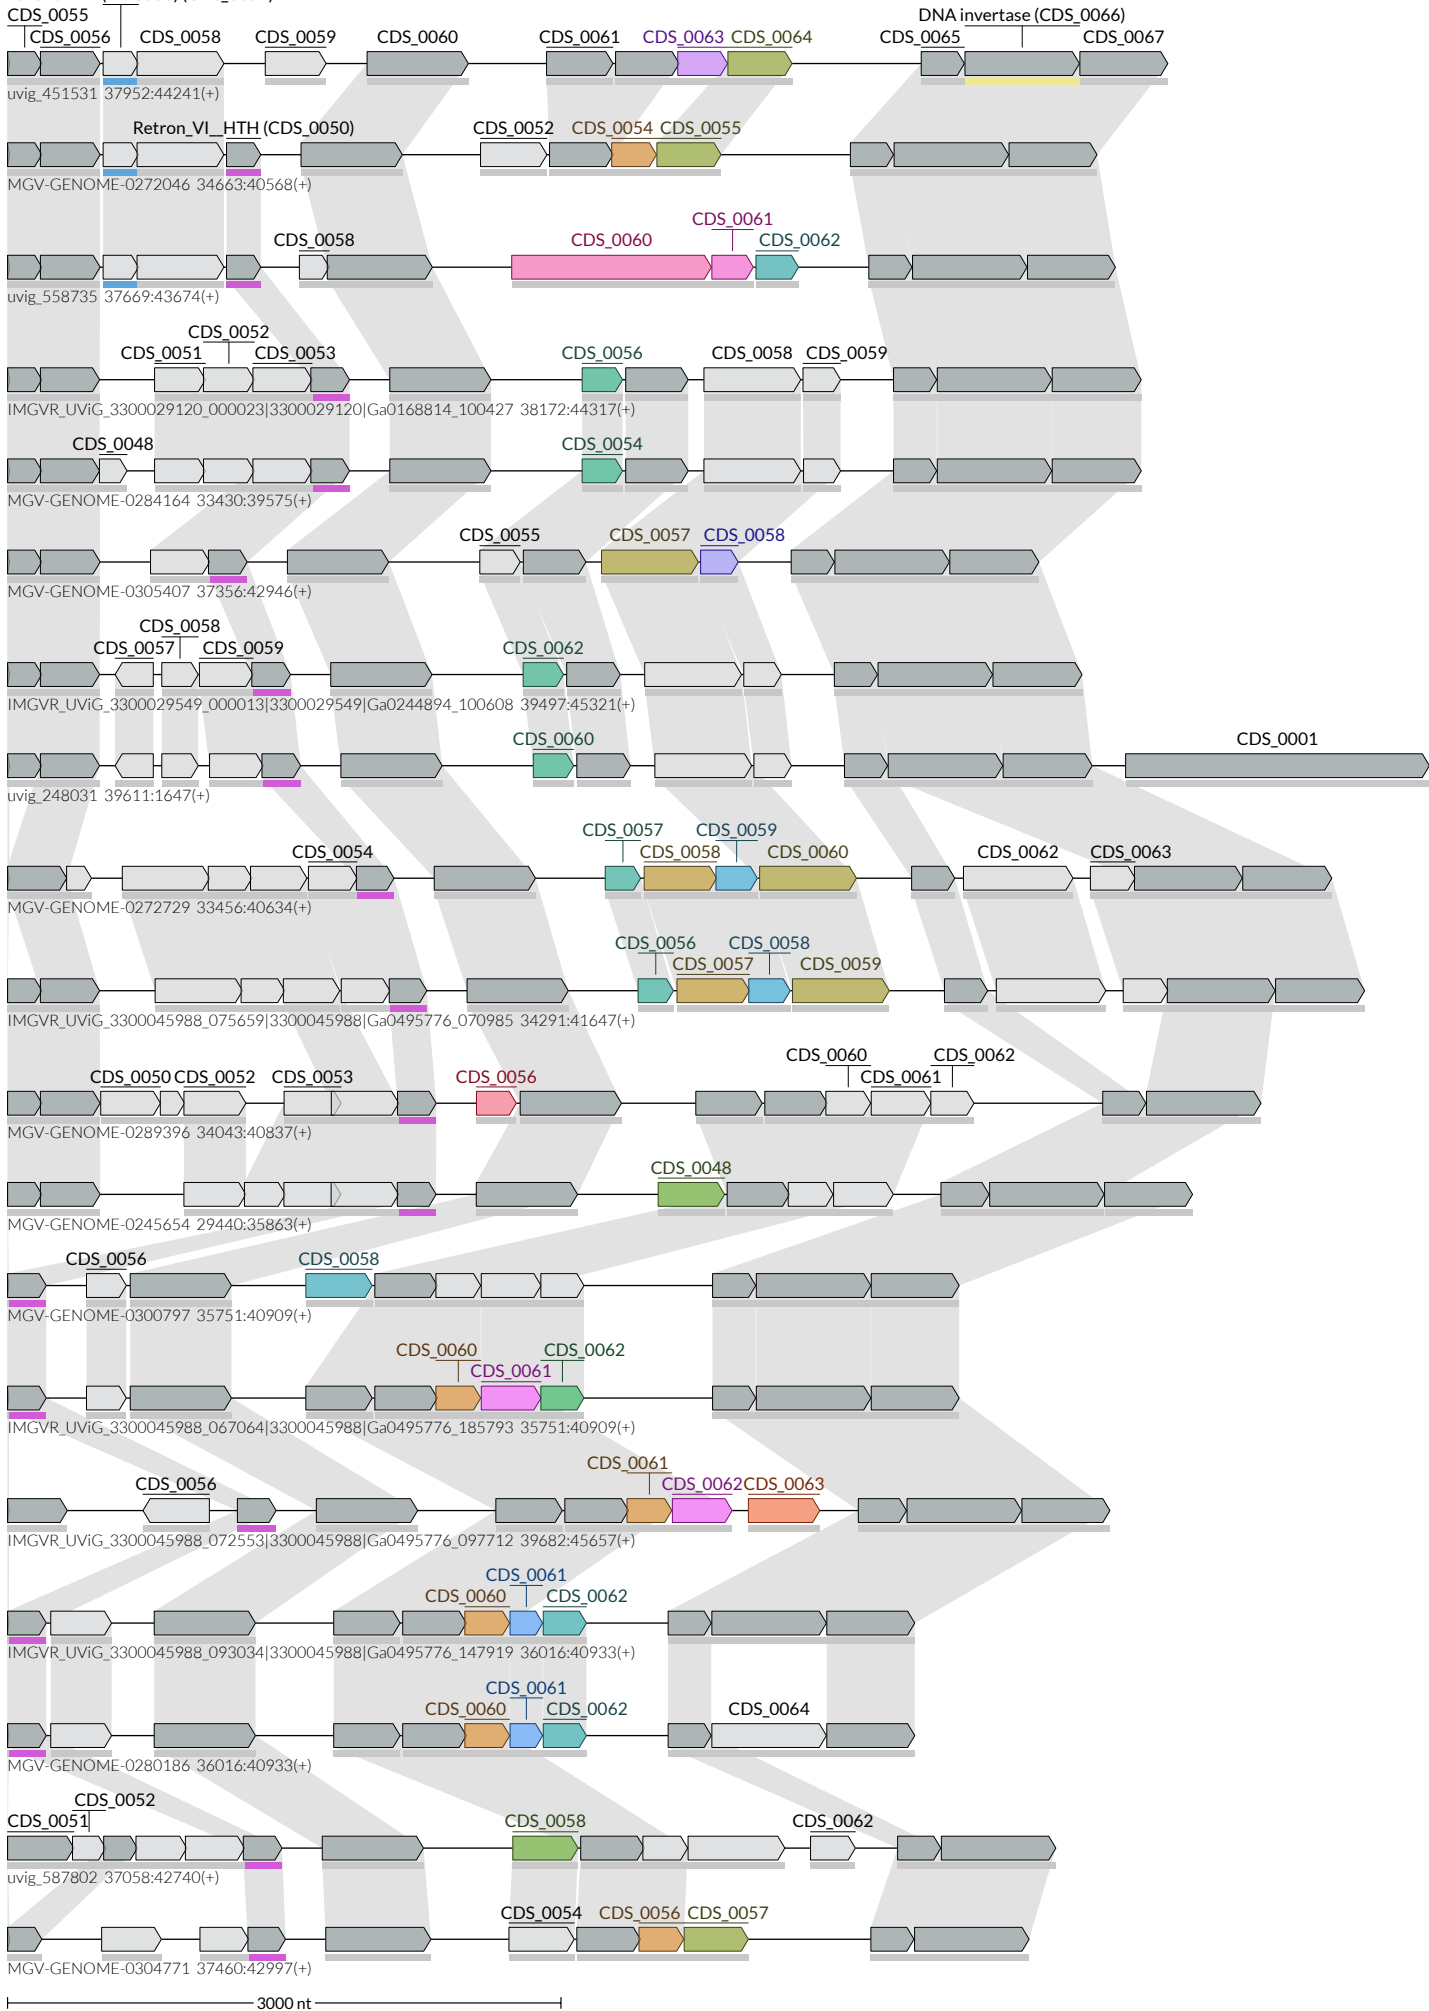 CDS_0055 DNA invertase (CDS_0066)
CDS_0056 CDS_0058 CDS_0059 CDS_0060 CDS_0061 CDS_0063 CDS_0064 CDS_0065 CDS_0067
uvig_451531 37952:44241(+)
Retron_VI__HTH (CDS_0050) CDS_0052 CDS_0054 CDS_0055
MGV-GENOME-0272046 34663:40568(+)
CDS_0061
CDS_0058 CDS_0060 CDS_0062
uvig_558735 37669:43674(+)
CDS_0052
CDS_0051 CDS_0053 CDS_0056 CDS_0058 CDS_0059
IMGVR_UViG_3300029120_000023|3300029120|Ga0168814_100427 38172:44317(+)
CDS_0048 CDS_0054
MGV-GENOME-0284164 33430:39575(+)
CDS_0055 CDS_0057 CDS_0058
MGV-GENOME-0305407 37356:42946(+)
CDS_0058
CDS_0057 CDS_0059 CDS_0062
IMGVR_UViG_3300029549_000013|3300029549|Ga0244894_100608 39497:45321(+)
CDS_0060 CDS_0001
uvig_248031 39611:1647(+)
CDS_0057 CDS_0059
CDS_0054 CDS_0058 CDS_0060 CDS_0062 CDS_0063
MGV-GENOME-0272729 33456:40634(+)
CDS_0056 CDS_0058
CDS_0057 CDS_0059
IMGVR_UViG_3300045988_075659|3300045988|Ga0495776_070985 34291:41647(+)
CDS_0060 CDS_0062
CDS_0050 CDS_0052 CDS_0053 CDS_0056 CDS_0061
MGV-GENOME-0289396 34043:40837(+)
CDS_0048
MGV-GENOME-0245654 29440:35863(+)
CDS_0056 CDS_0058
MGV-GENOME-0300797 35751:40909(+)
CDS_0060 CDS_0062
CDS_0061
IMGVR_UViG_3300045988_067064|3300045988|Ga0495776_185793 35751:40909(+)
CDS_0061
CDS_0056 CDS_0062 CDS_0063
IMGVR_UViG_3300045988_072553|3300045988|Ga0495776_097712 39682:45657(+)
CDS_0061
CDS_0060 CDS_0062
IMGVR_UViG_3300045988_093034|3300045988|Ga0495776_147919 36016:40933(+)
CDS_0061
CDS_0060 CDS_0062 CDS_0064
MGV-GENOME-0280186 36016:40933(+)
CDS_0052
CDS_0051 CDS_0058 CDS_0062
uvig_587802 37058:42740(+)
CDS_0054 CDS_0056 CDS_0057
MGV-GENOME-0304771 37460:42997(+)
3000 nt